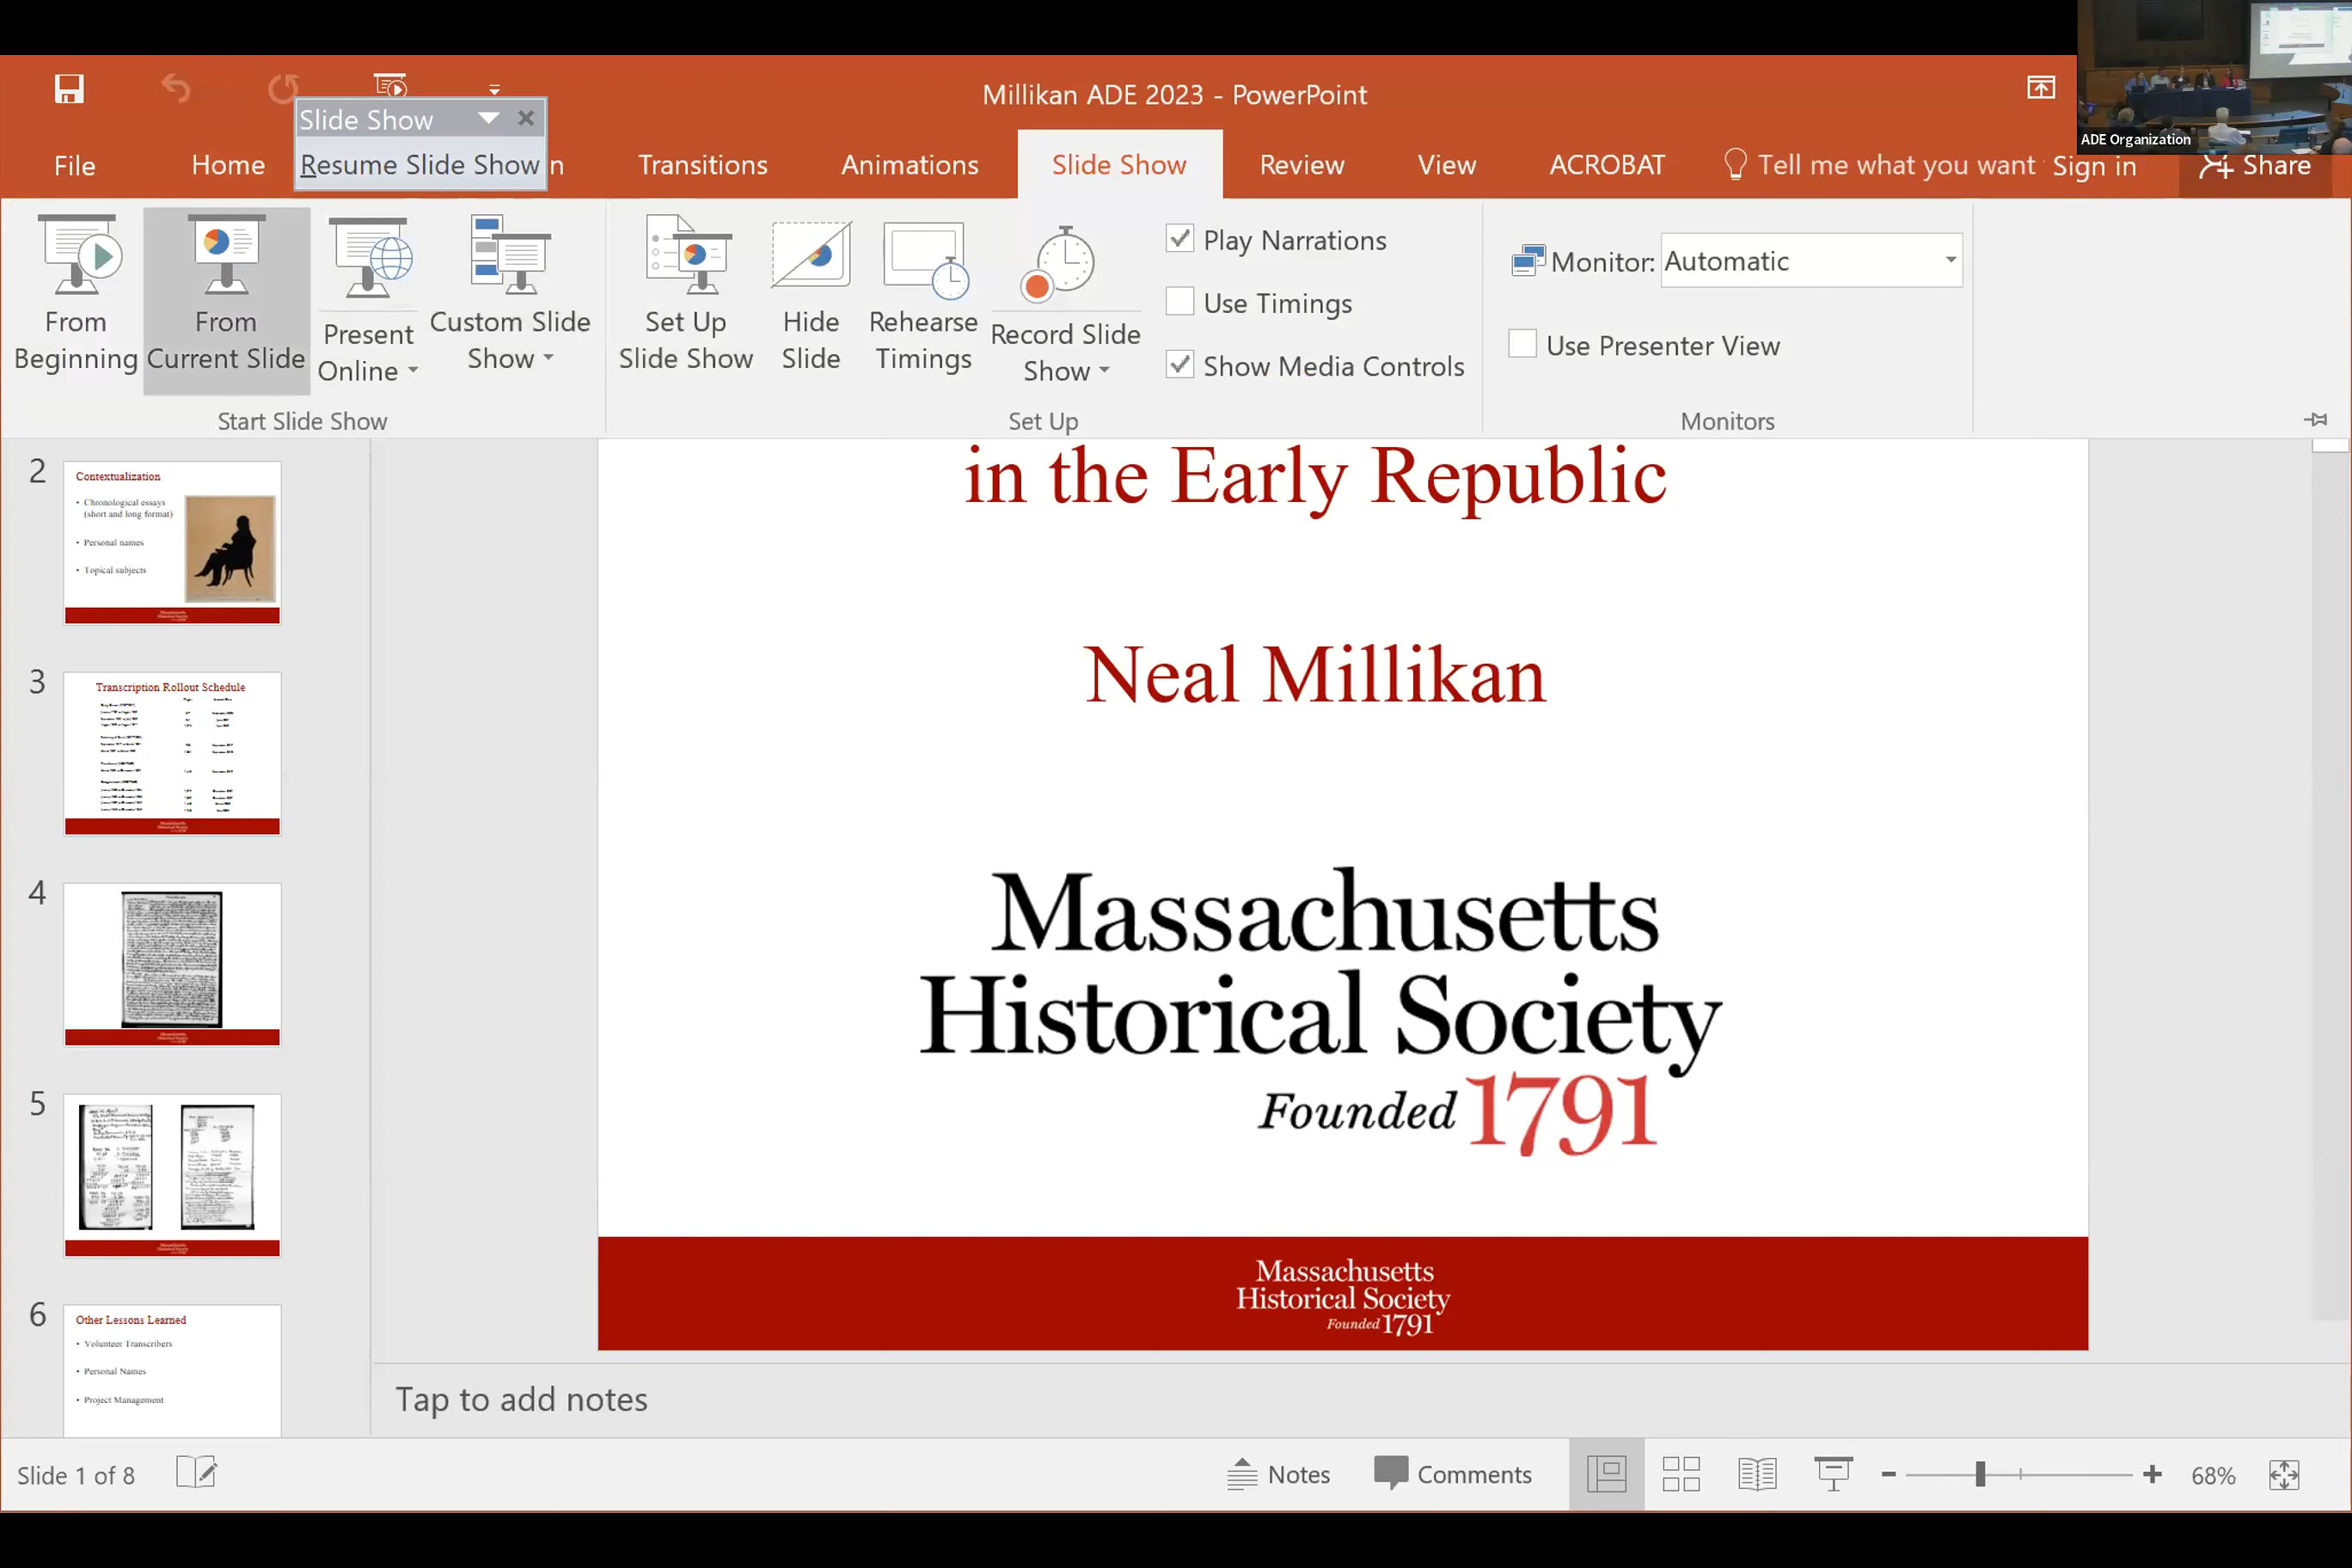 Millikan ADE 2023 - PowerPoint
ADE Organization
Slide Show
Resume Slide Show
File
Home
n
Transitions
Animations
Slide Show
Review
View
ACROBAT
Tell me what you want
Sign in
Share
From
Beginning
From
Current Slide
Present
Online
Custom Slide
Show
Start Slide Show
Set Up
Slide Show
Hide
Slide
Rehearse
Timings
Record Slide
Show
Play Narrations
Use Timings
Show Media Controls
Set Up
Monitor:
Automatic
Use Presenter View
Monitors
2
Contextualization
• Chronological essays
(short and long format)
• Personal names
• Topical subjects
3
Transcription Rollout Schedule
4
5
6
Other Lessons Learned
• Volunteer Transcribers
• Personal Names
• Project Management
in the Early Republic
Neal Millikan
Massachusetts
Historical Society
Founded 1791
Massachusetts
Historical Society
Founded 1791
Tap to add notes
Slide 1 of 8
Notes
Comments
68%